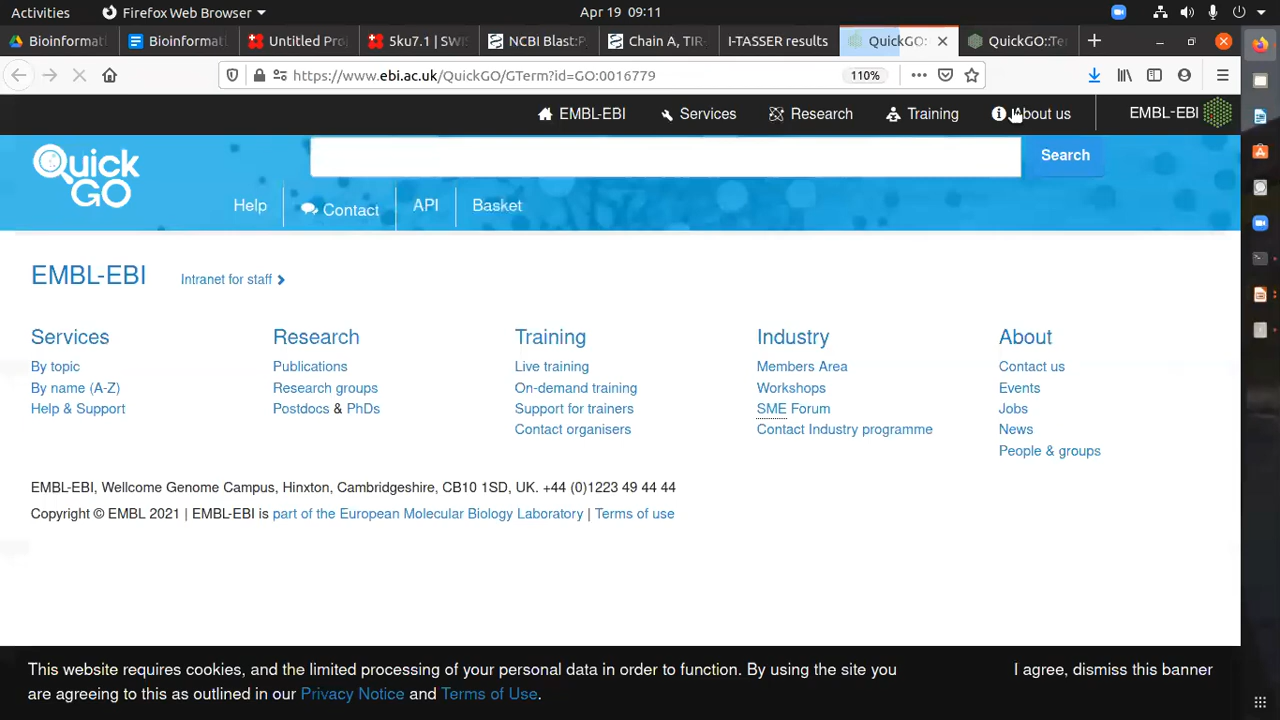 Activities Firefox Web Browser Apr 19 09:11
Bioinformati Bioinformati Untitled Proj 5ku7.1 | SWIS NCBI Blast:P. Chain A, TIR- I-TASSER results QuickGO: QuickGO::Ter
https://www.ebi.ac.uk/QuickGO/GTerm?id=GO:0016779 110%
EMBL-EBI Services Research Training About us EMBL-EBI
Quick GO
Search
Help Contact API Basket
EMBL-EBI Intranet for staff
Services Research Training Industry About
By topic Publications Live training Members Area Contact us
By name (A-Z) Research groups On-demand training Workshops Events
Help & Support Postdocs & PhDs Support for trainers SME Forum Jobs
Contact organisers Contact Industry programme News
People & groups
EMBL-EBI, Wellcome Genome Campus, Hinxton, Cambridgeshire, CB10 1SD, UK. +44 (0)1223 49 44 44
Copyright © EMBL 2021 | EMBL-EBI is part of the European Molecular Biology Laboratory | Terms of use
This website requires cookies, and the limited processing of your personal data in order to function. By using the site you
are agreeing to this as outlined in our Privacy Notice and Terms of Use.
I agree, dismiss this banner